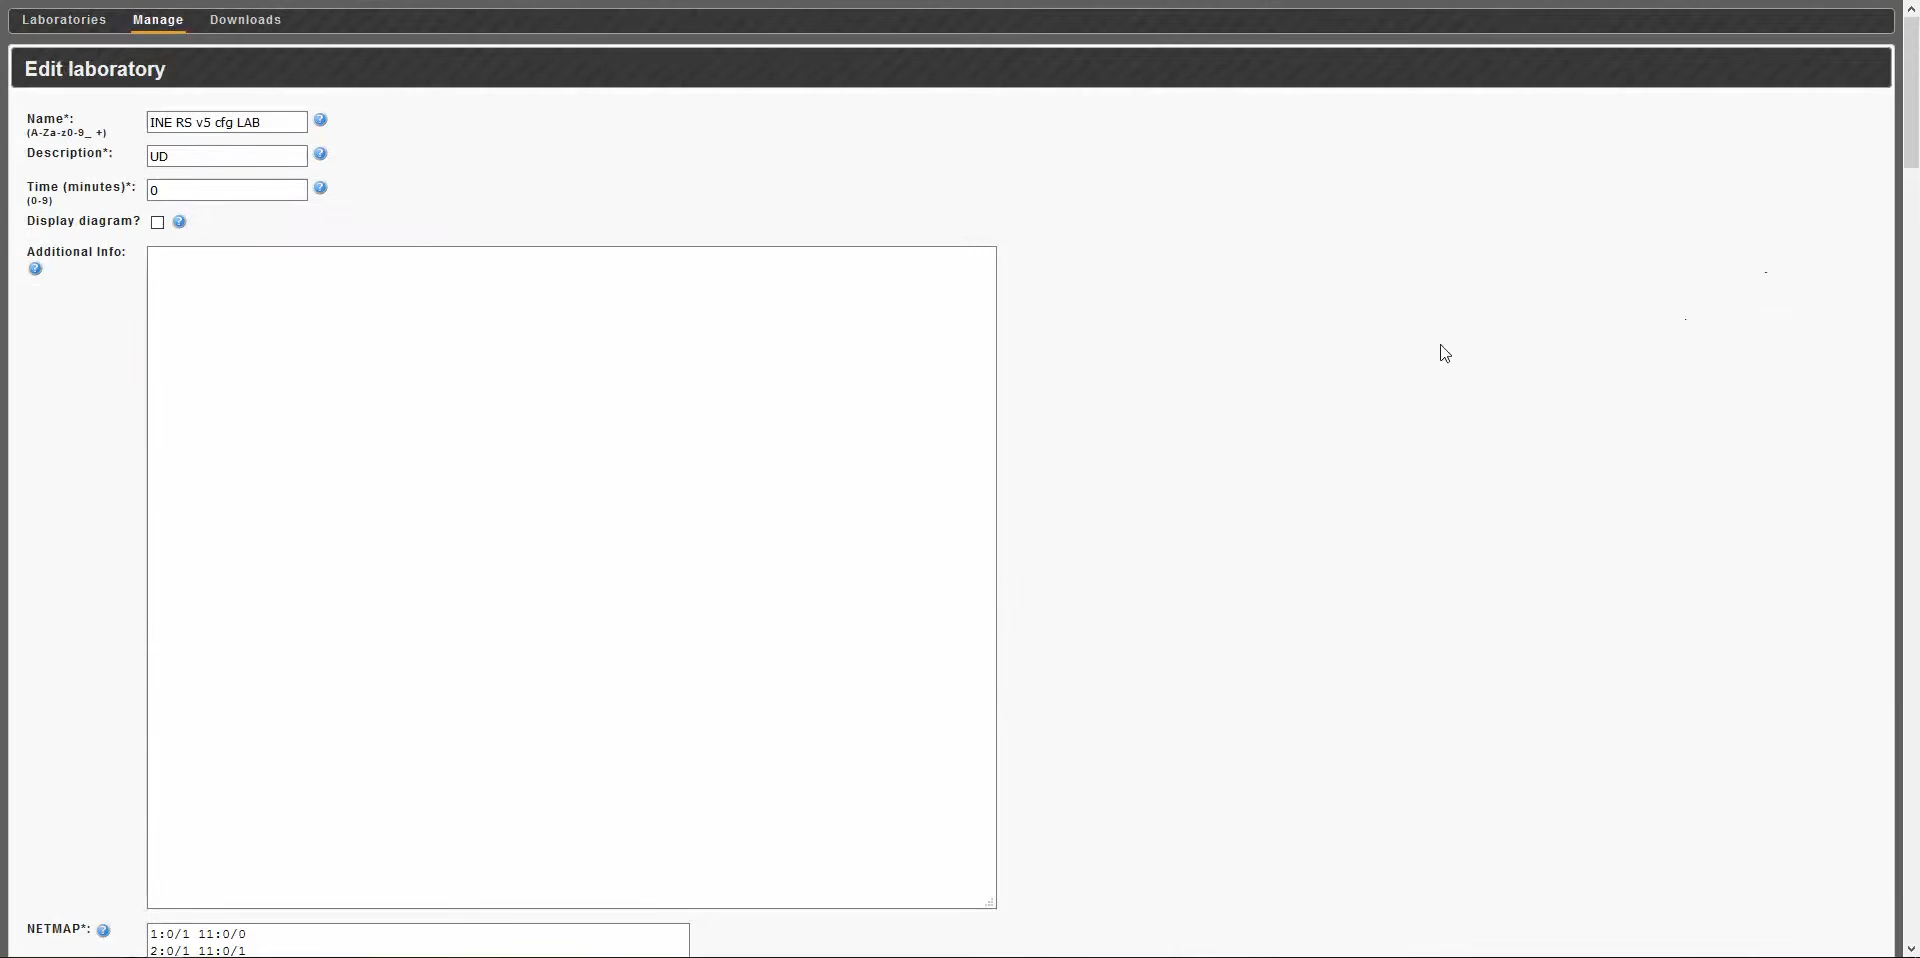 Laboratories Manage Downloads
Edit laboratory
Name*: INE RS v5 cfg LAB
(A-Za-z0-9_ +)
Description*: UD
Time (minutes)*: 0
(0-9)
Display diagram?
Additional Info:
NETMAP*: 1:0/1 11:0/0
2:0/1 11:0/1